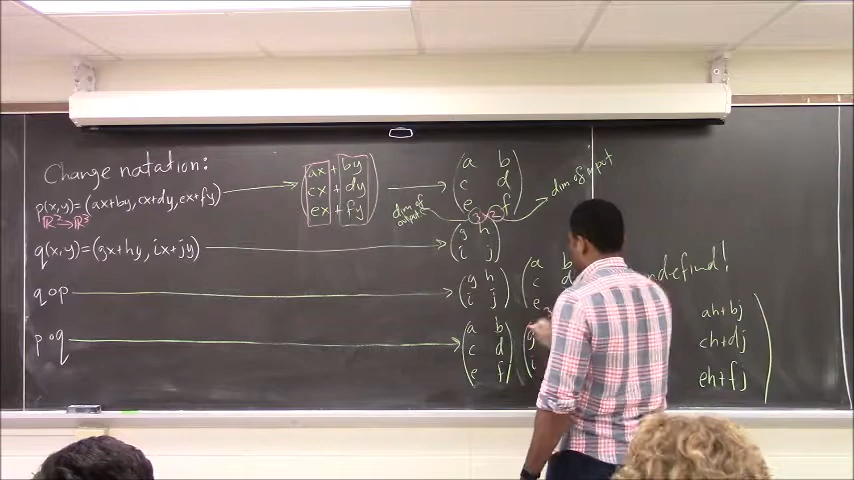 Change notation:
p(x,y)=(ax+by, cx+dy, ex+fy)
ℝ²→ℝ³
ax + by
cx + dy
ex + fy
a b
c d
e f
3×2
dim of output
dim of input
q(x,y)=(gx+hy, ix+jy)
g h
i j
q∘p
g h
i j
a b
c d
e
undefined!
p∘q
a b
c d
e f
g
i
ah+bj
ch+dj
eh+fj